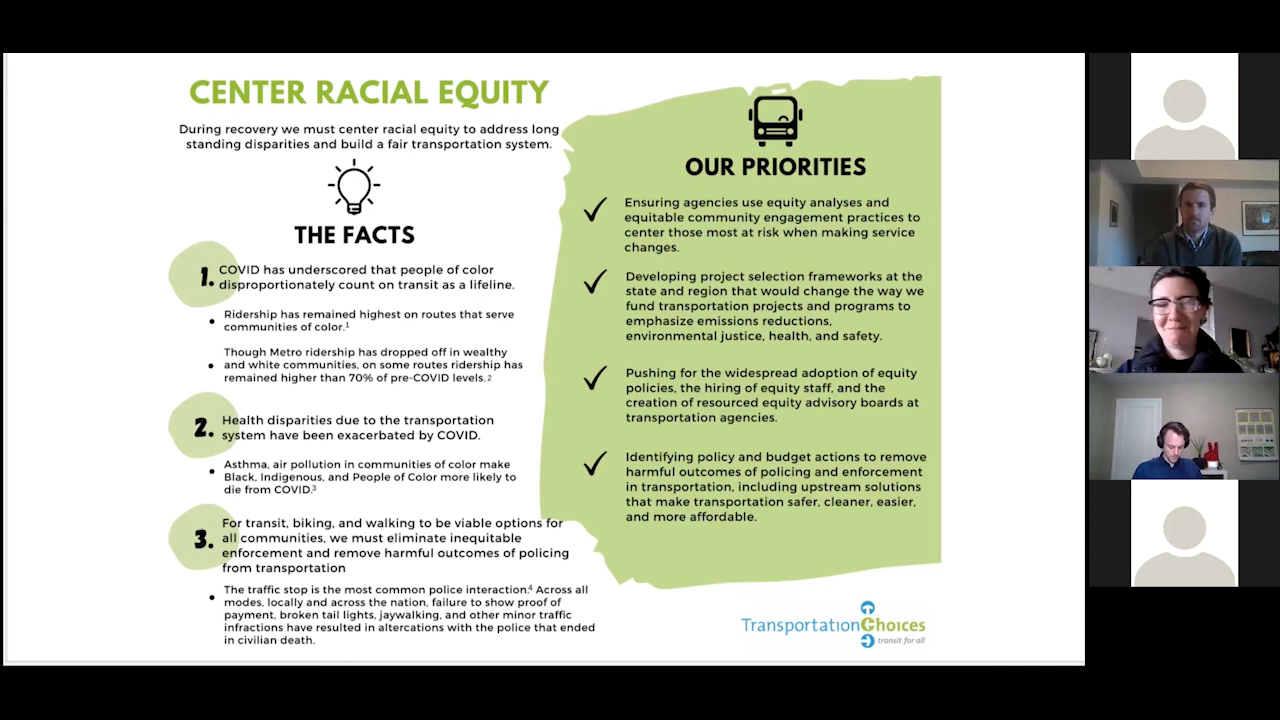 CENTER RACIAL EQUITY
During recovery we must center racial equity to address long
standing disparities and build a fair transportation system.
THE FACTS
1.
COVID has underscored that people of color
disproportionately count on transit as a lifeline.
• Ridership has remained highest on routes that serve
communities of color.1
• Though Metro ridership has dropped off in wealthy
and white communities, on some routes ridership has
remained higher than 70% of pre-COVID levels.2
2.
Health disparities due to the transportation
system have been exacerbated by COVID.
• Asthma, air pollution in communities of color make
Black, Indigenous, and People of Color more likely to
die from COVID.3
3.
For transit, biking, and walking to be viable options for
all communities, we must eliminate inequitable
enforcement and remove harmful outcomes of policing
from transportation
• The traffic stop is the most common police interaction.4 Across all
modes, locally and across the nation, failure to show proof of
payment, broken tail lights, jaywalking, and other minor traffic
infractions have resulted in altercations with the police that ended
in civilian death.
OUR PRIORITIES
✓ Ensuring agencies use equity analyses and
equitable community engagement practices to
center those most at risk when making service
changes.
✓ Developing project selection frameworks at the
state and region that would change the way we
fund transportation projects and programs to
emphasize emissions reductions,
environmental justice, health, and safety.
✓ Pushing for the widespread adoption of equity
policies, the hiring of equity staff, and the
creation of resourced equity advisory boards at
transportation agencies.
✓ Identifying policy and budget actions to remove
harmful outcomes of policing and enforcement
in transportation, including upstream solutions
that make transportation safer, cleaner, easier,
and more affordable.
TransportationChoices
transit for all